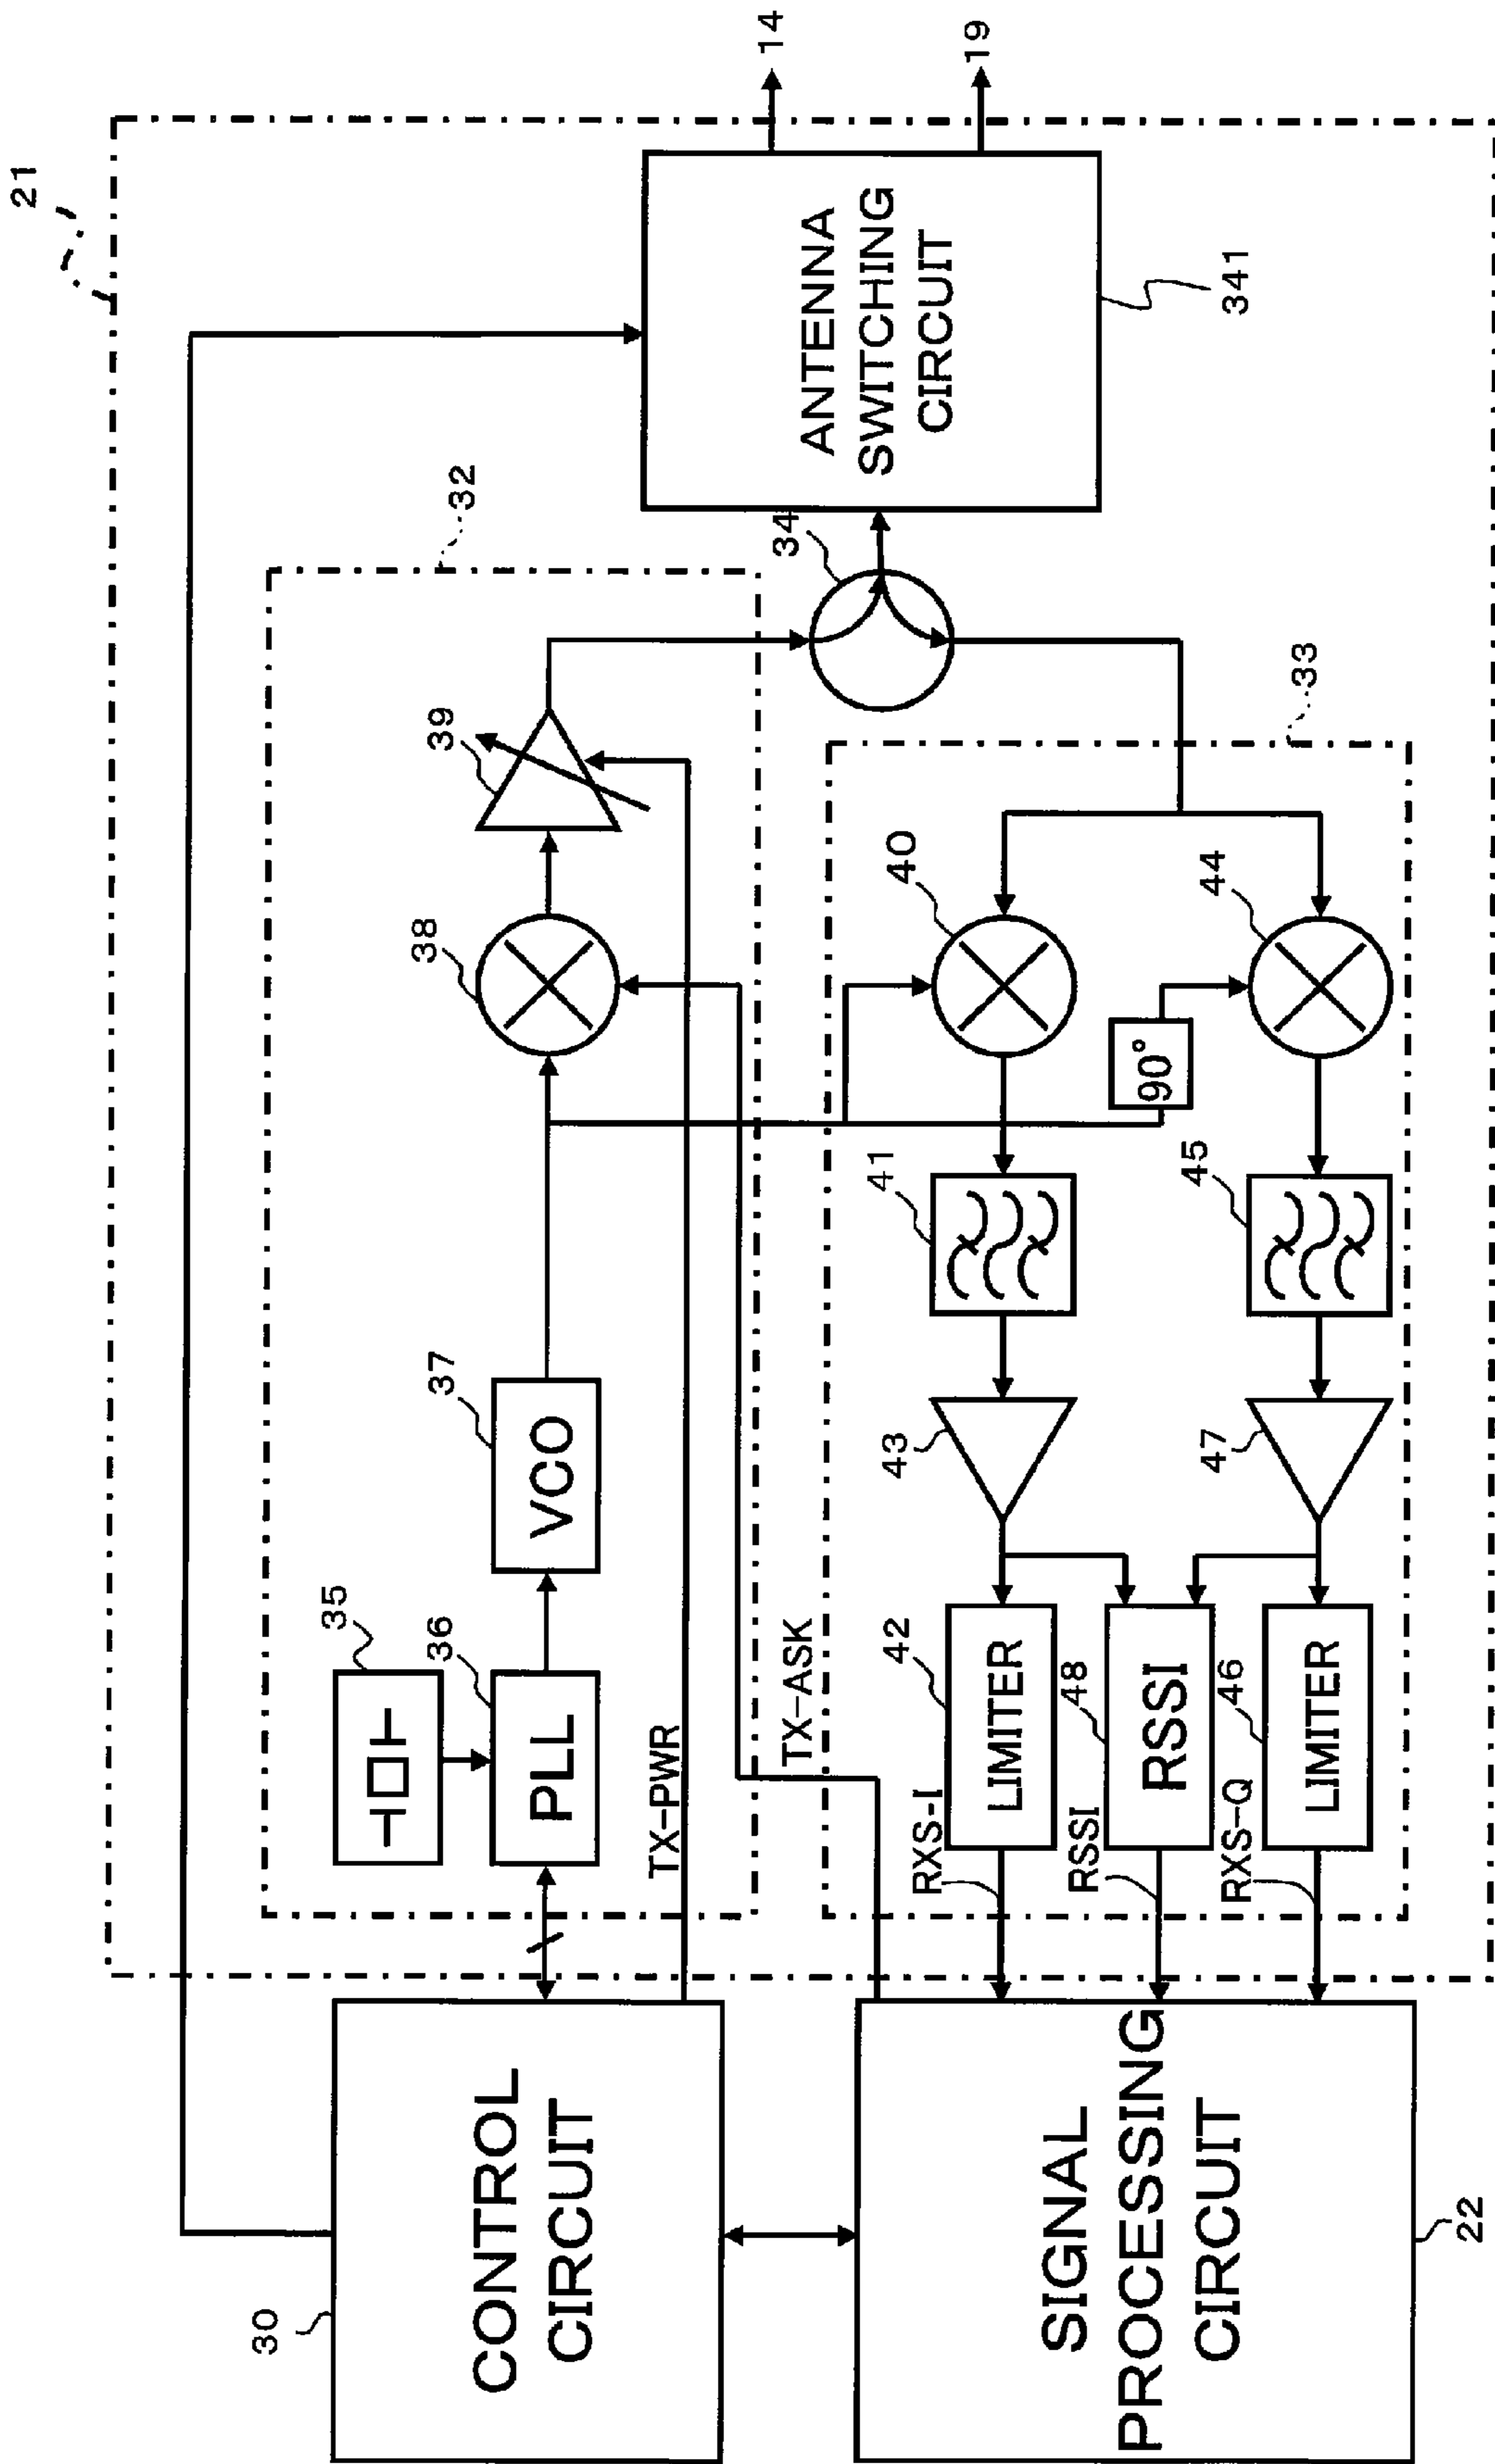 21
14
19
ANTENNA
SWITCHING
CIRCUIT
341
32
34
39
38
37
VCO
35
36
PLL
TX-PWR
TX-ASK
33
40
44
90°
41
45
43
47
42
LIMITER
48
RSSI
46
LIMITER
RXS-I
RSSI
RXS-Q
30
CONTROL
CIRCUIT
SIGNAL
PROCESSING
CIRCUIT
22